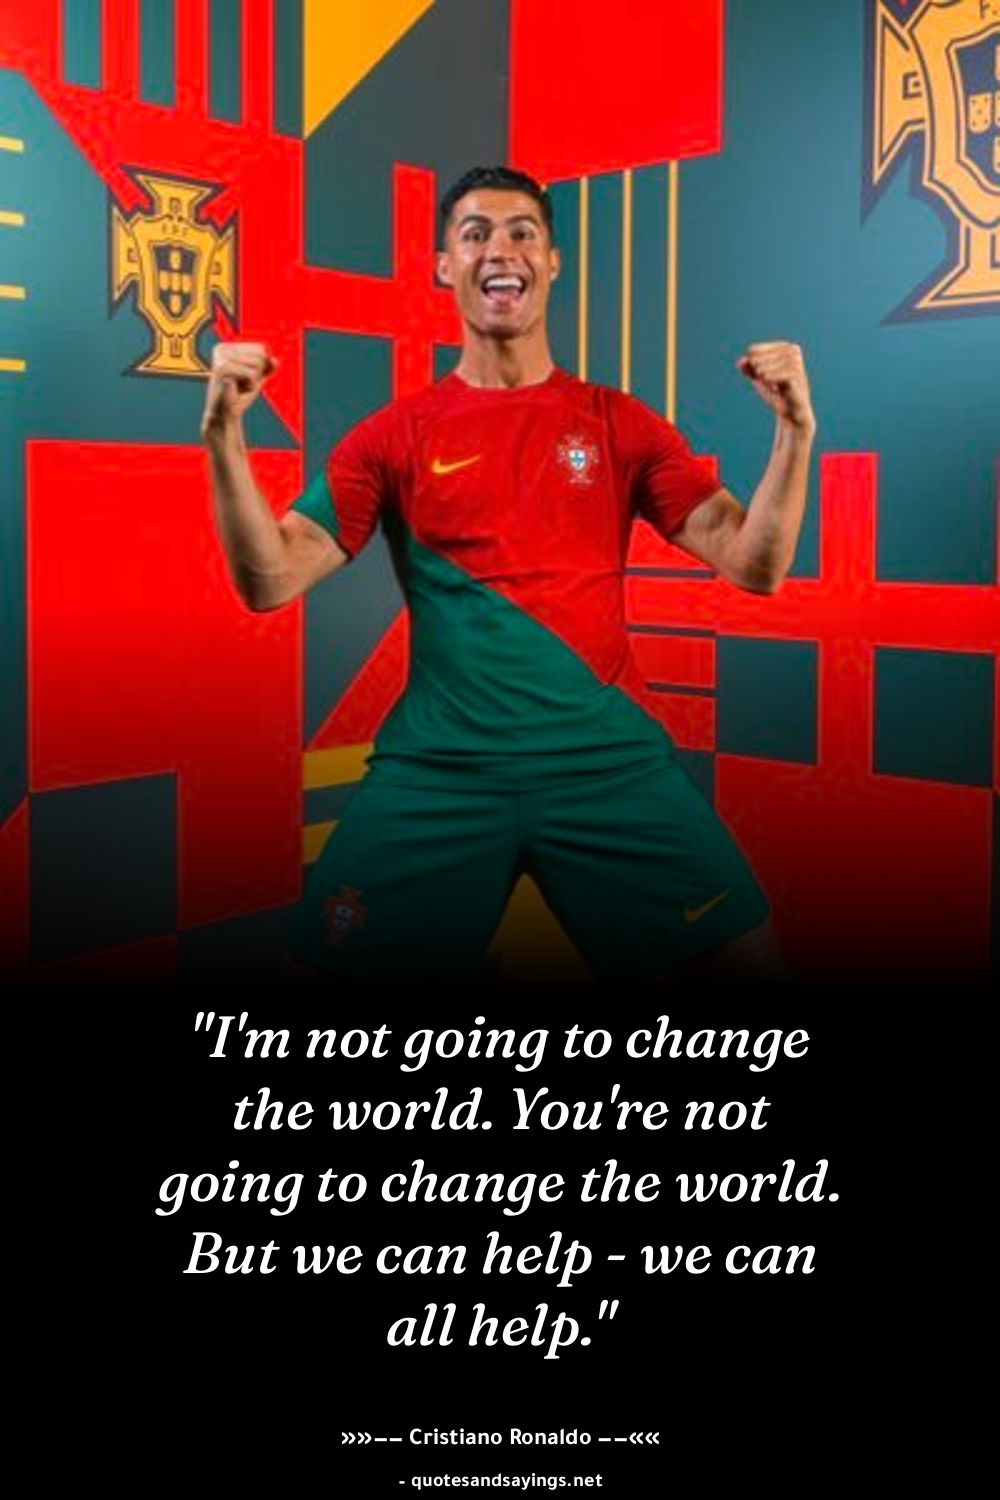 "I'm not going to change
the world. You're not
going to change the world.
But we can help - we can
all help."
»»−− Cristiano Ronaldo −−««
- quotesandsayings.net